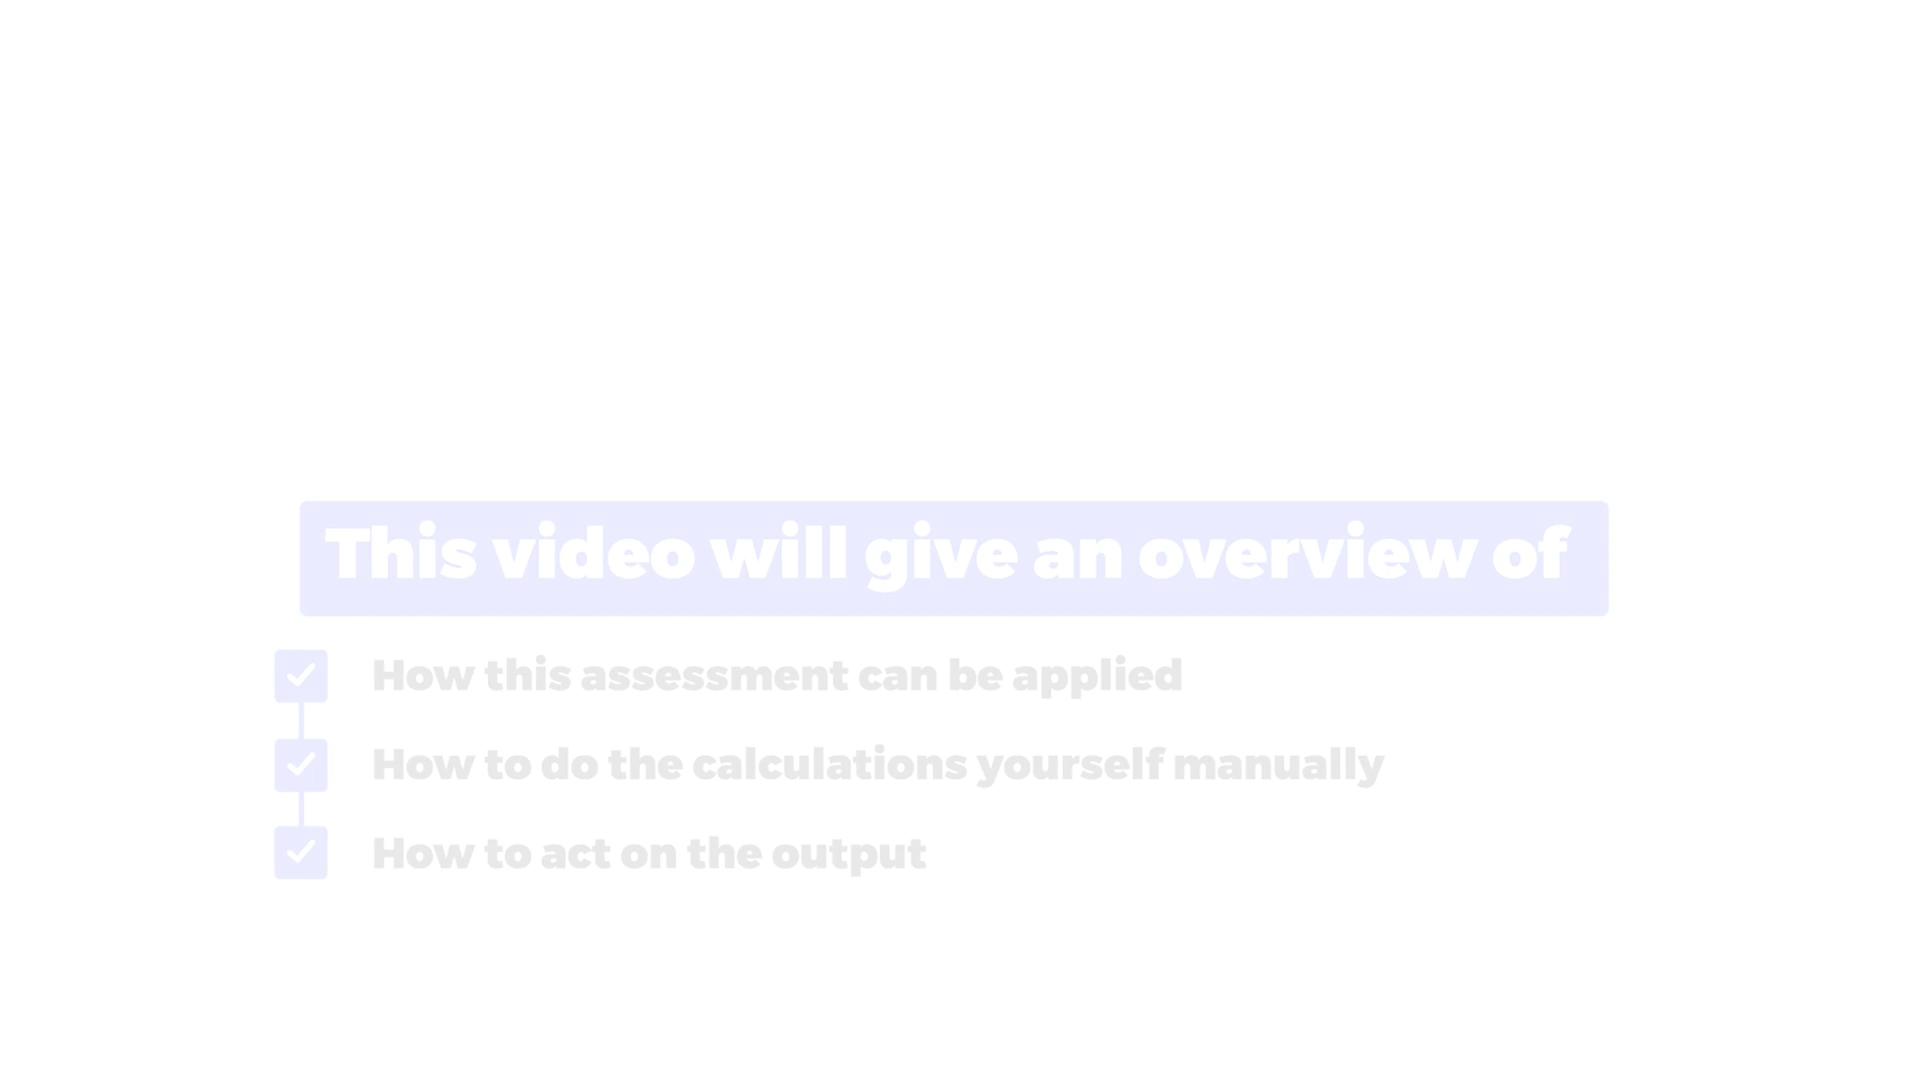 This video will give an overview of
How this assessment can be applied
How to do the calculations yourself manually
How to act on the output